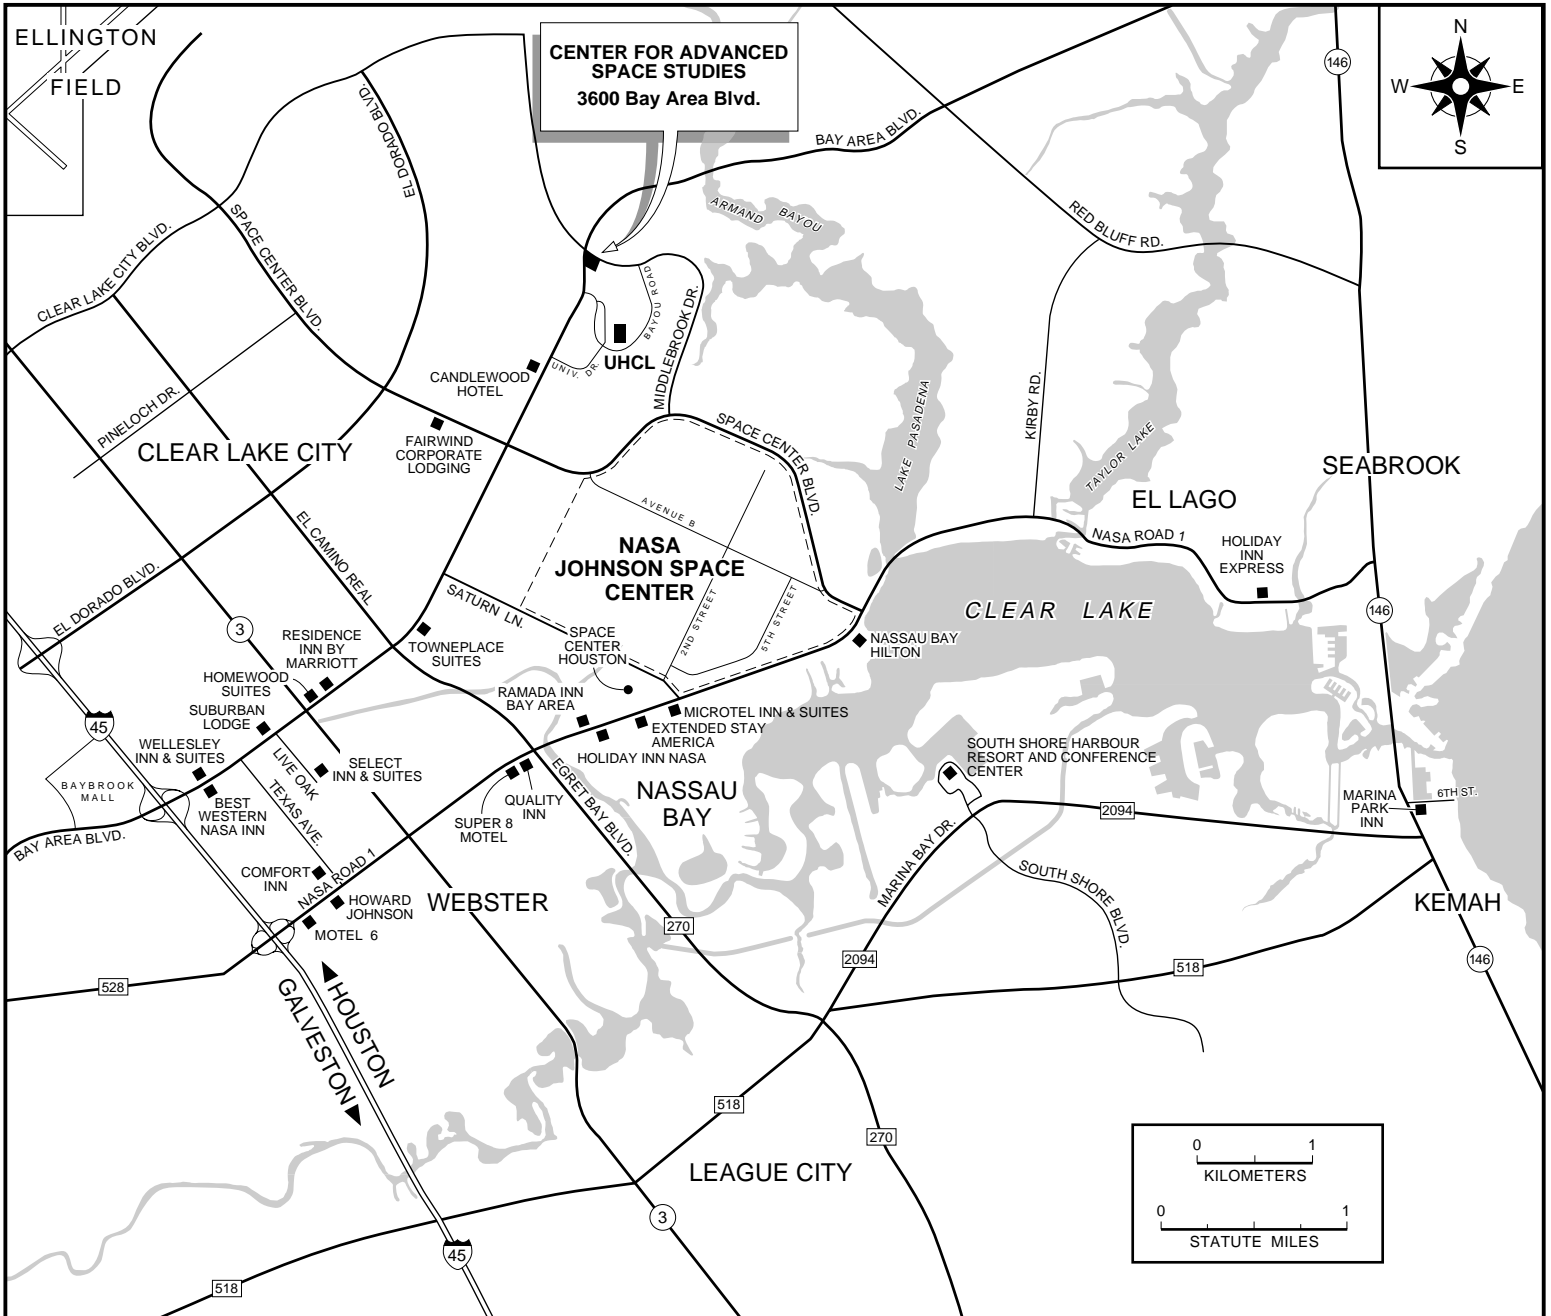 ELLINGTON
FIELD
CENTER FOR ADVANCED
SPACE STUDIES
3600 Bay Area Blvd.
146
N
W
E
S
EL DORADO BLVD.
BAY AREA BLVD.
ARMAND BAYOU
RED BLUFF RD.
SPACE CENTER BLVD.
CLEAR LAKE CITY BLVD.
BAYOU ROAD
MIDDLEBROOK DR.
UHCL
UNIV. DR.
CANDLEWOOD
HOTEL
PINELOCH DR.
FAIRWIND
CORPORATE
LODGING
CLEAR LAKE CITY
SPACE CENTER BLVD.
LAKE PASADENA
KIRBY RD.
TAYLOR LAKE
SEABROOK
EL LAGO
AVENUE B
EL CAMINO REAL
NASA
JOHNSON SPACE
CENTER
NASA ROAD 1
HOLIDAY
INN
EXPRESS
EL DORADO BLVD.
3
SATURN LN.
2ND STREET
5TH STREET
CLEAR LAKE
146
RESIDENCE
INN BY
MARRIOTT
TOWNEPLACE
SUITES
SPACE
CENTER
HOUSTON
NASSAU BAY
HILTON
HOMEWOOD
SUITES
RAMADA INN
BAY AREA
SUBURBAN
LODGE
MICROTEL INN & SUITES
EXTENDED STAY
AMERICA
HOLIDAY INN NASA
45
WELLESLEY
INN & SUITES
LIVE OAK
SELECT
INN & SUITES
SOUTH SHORE HARBOUR
RESORT AND CONFERENCE
CENTER
BAYBROOK
MALL
TEXAS AVE.
BEST
WESTERN
NASA INN
QUALITY
INN
SUPER 8
MOTEL
EGRET BAY BLVD.
NASSAU
BAY
2094
MARINA
PARK
INN
6TH ST.
BAY AREA BLVD.
COMFORT
INN
NASA ROAD 1
HOWARD
JOHNSON
MOTEL 6
WEBSTER
MARINA BAY DR.
SOUTH SHORE BLVD.
KEMAH
270
2094
518
146
528
HOUSTON
GALVESTON
518
270
LEAGUE CITY
3
45
518
0 1
KILOMETERS
0 1
STATUTE MILES